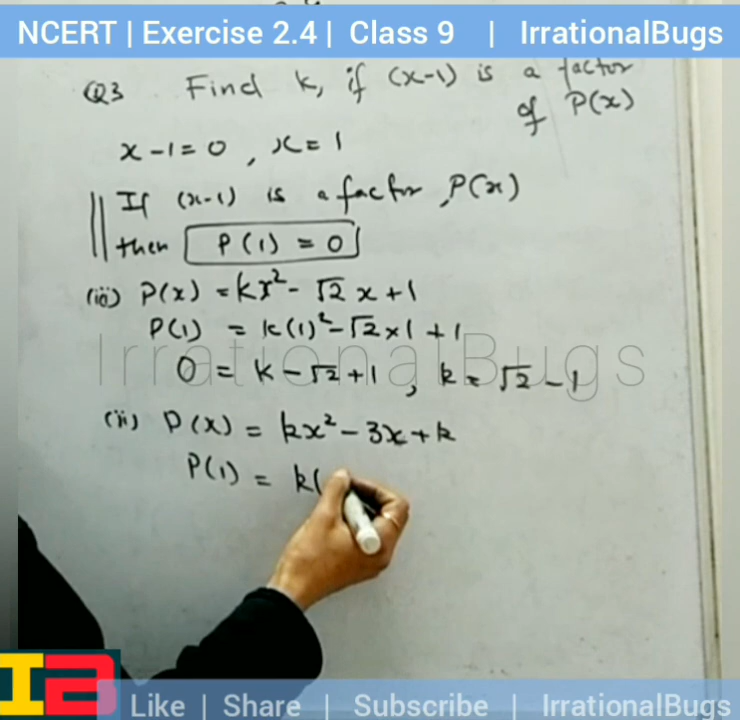 NCERT | Exercise 2.4 | Class 9 | IrrationalBugs
Q3 Find k, if (x-1) is a factor
of P(x)
x-1=0, x=1
If (x-1) is a factor, P(x)
then P(1) = 0
(iii) P(x) = kx² - √2 x + 1
P(1) = k(1)² - √2 x 1 + 1
IrrationalBugs
0 = k - √2 + 1, k = √2 - 1
(ii) P(x) = kx² - 3x + k
P(1) = k(
Like | Share | Subscribe | IrrationalBugs